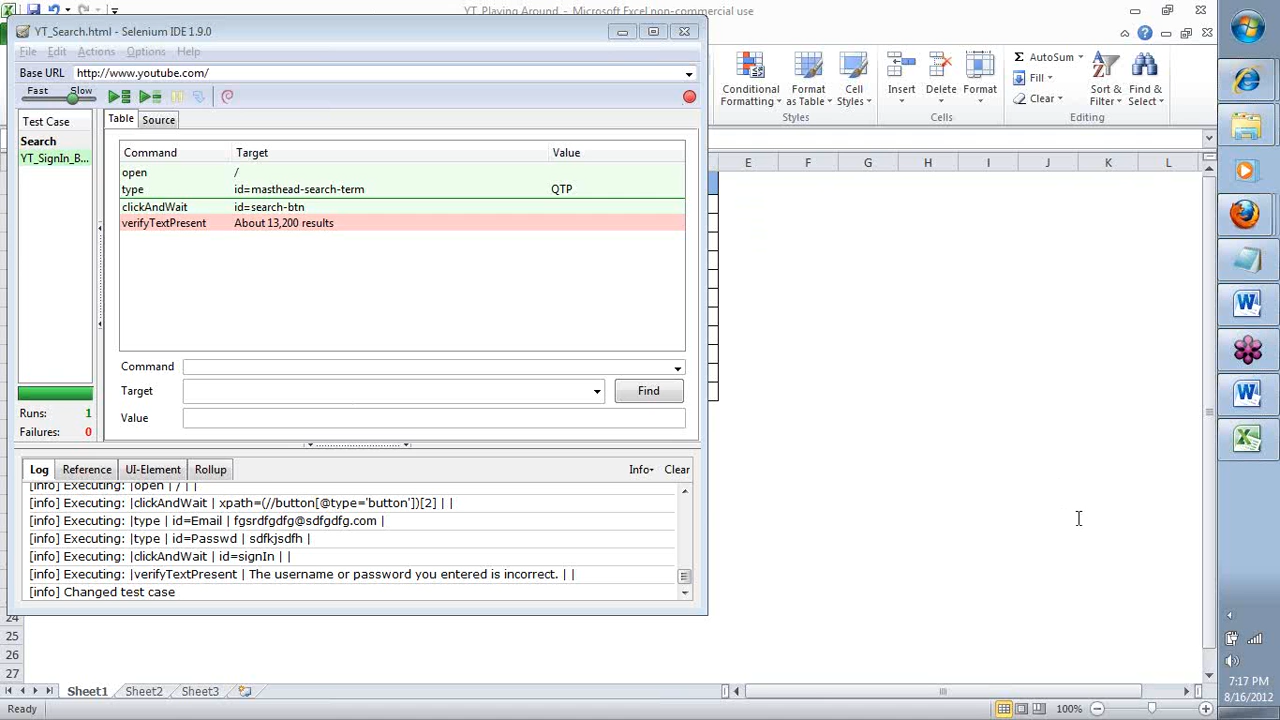 YT_Playing Around - Microsoft Excel non-commercial use
YT_Search.html - Selenium IDE 1.9.0
File Edit Actions Options Help
Base URL http://www.youtube.com/
Fast Slow
Test Case
Search
YT_SignIn_B...
Table Source
Command Target Value
open /
type id=masthead-search-term QTP
clickAndWait id=search-btn
verifyTextPresent About 13,200 results
Command
Target Find
Value
Runs: 1
Failures: 0
Log Reference UI-Element Rollup Info Clear
[info] Executing: |open | / | |
[info] Executing: |clickAndWait | xpath=(//button[@type='button'])[2] | |
[info] Executing: |type | id=Email | fgsrdfgdfg@sdfgdfg.com |
[info] Executing: |type | id=Passwd | sdfkjsdfh |
[info] Executing: |clickAndWait | id=signIn | |
[info] Executing: |verifyTextPresent | The username or password you entered is incorrect. | |
[info] Changed test case
Conditional Formatting
Format as Table
Cell Styles
Styles
Insert Delete Format
Cells
AutoSum
Fill
Clear
Sort & Filter
Find & Select
Editing
E F G H I J K L
24
25
26
27
Sheet1 Sheet2 Sheet3
Ready
100%
7:17 PM
8/16/2012